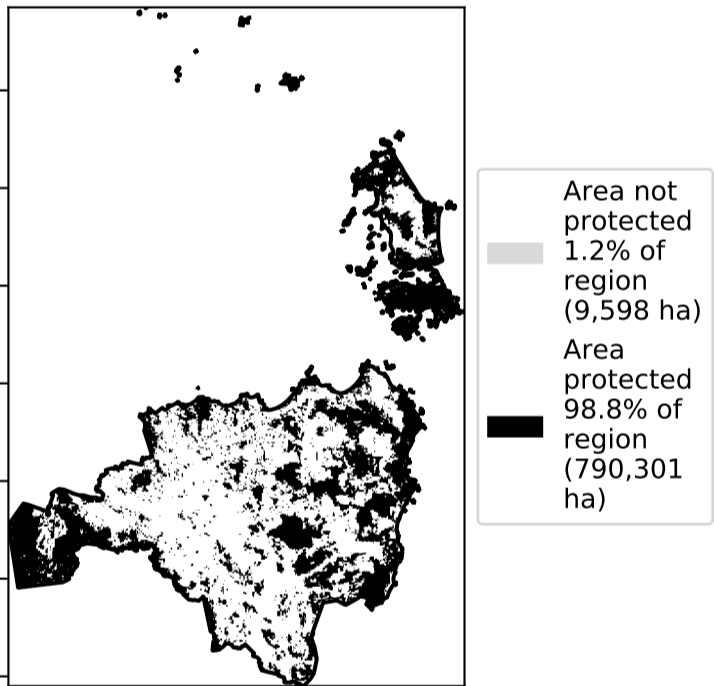 Area not
protected
1.2% of
region
(9,598 ha)
Area
protected
98.8% of
region
(790,301
ha)